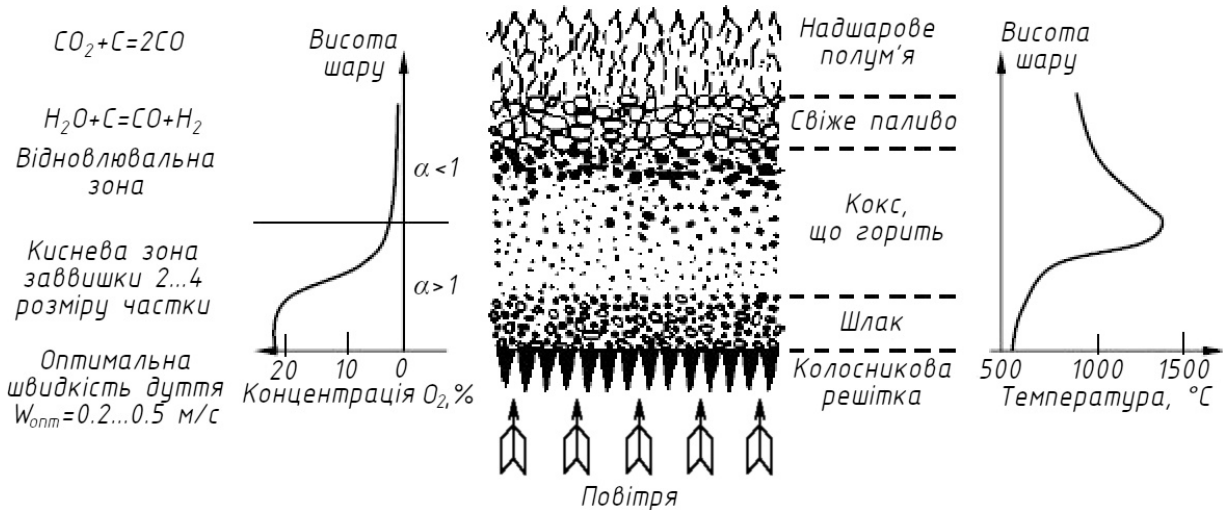 CO2+C=2CO
H2O+C=CO+H2
Відновлювальна
зона
Киснева зона
заввишки 2...4
розміру частки
Оптимальна
швидкість дуття
Wопт=0.2...0.5 м/с
Висота
шару
α<1
α>1
20 10 0
Концентрація O2,%
Надшарове
полум'я
Свіже паливо
Кокс,
що горить
Шлак
Колосникова
решітка
Повітря
Висота
шару
500 1000 1500
Температура, °C